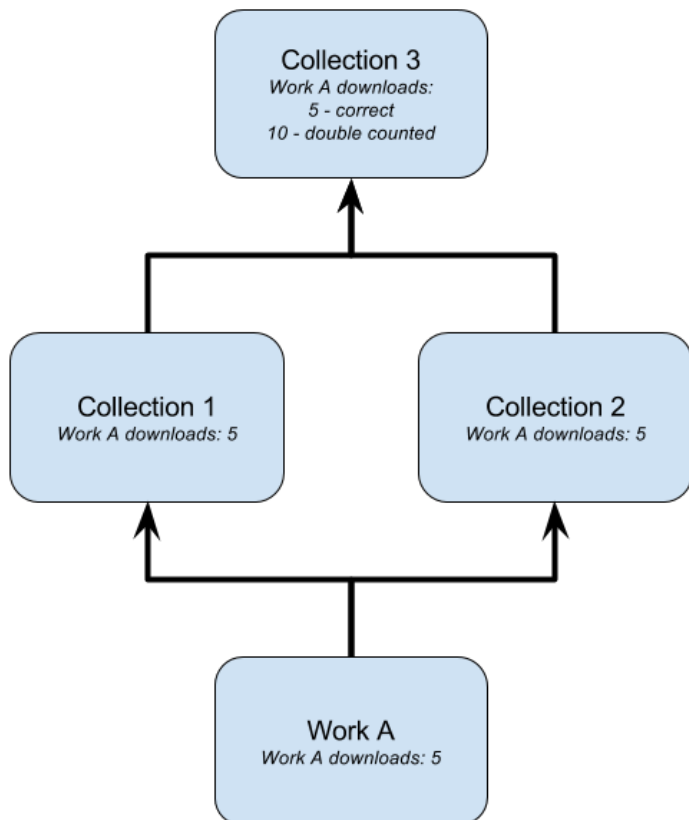 Collection 3
Work A downloads:
5 - correct
10 - double counted
Collection 1
Work A downloads: 5
Collection 2
Work A downloads: 5
Work A
Work A downloads: 5